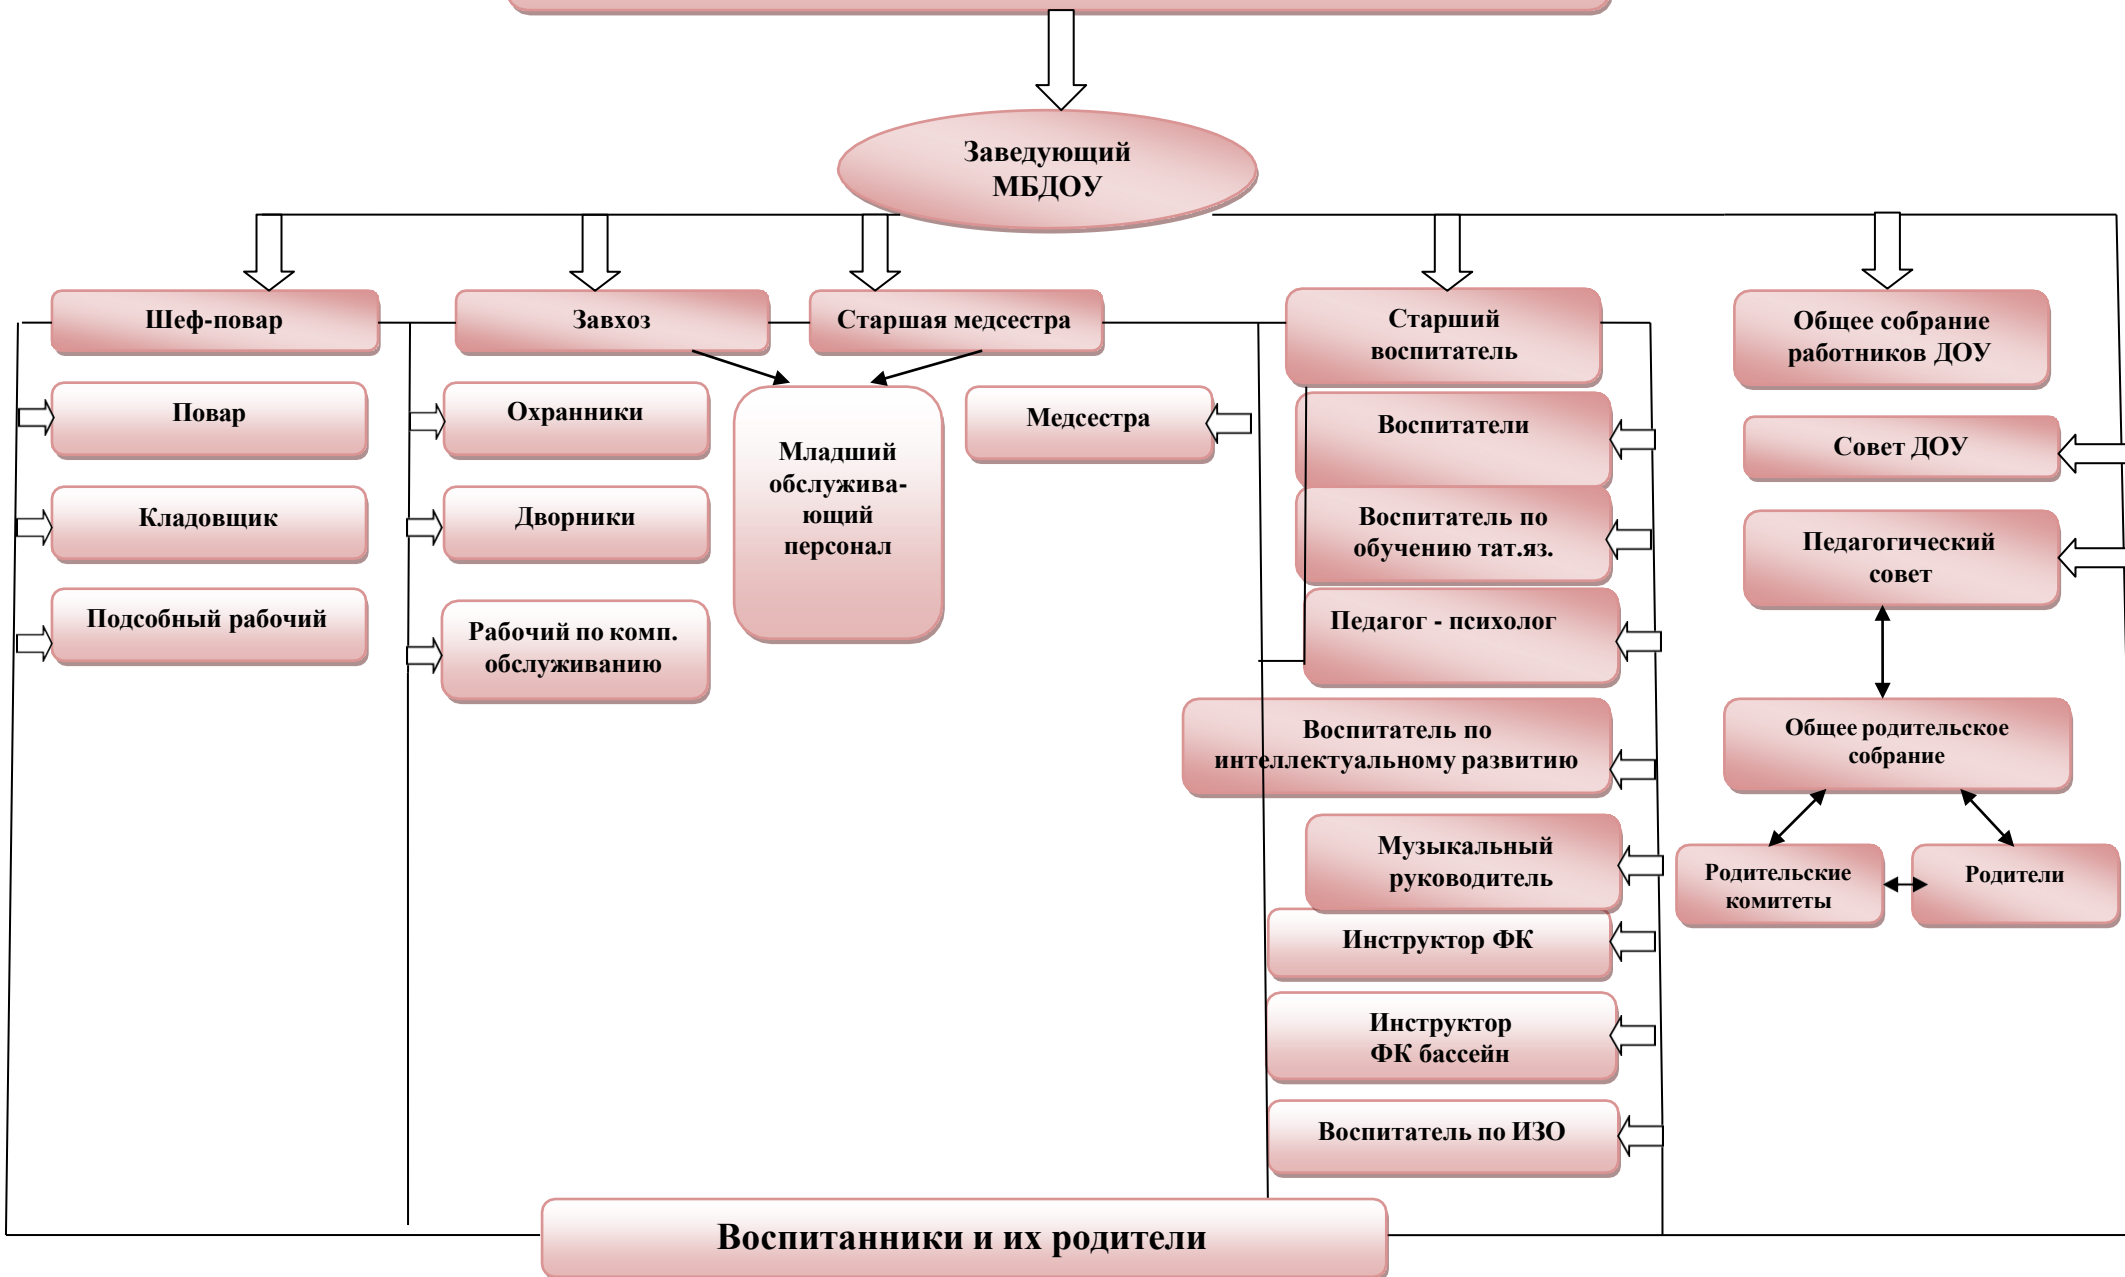 Заведующий
МБДОУ
Шеф-повар
Завхоз
Старшая медсестра
Старший
воспитатель
Общее собрание
работников ДОУ
Повар
Охранники
Младший
обслужива-
ющий
персонал
Медсестра
Воспитатели
Совет ДОУ
Кладовщик
Дворники
Воспитатель по
обучению тат.яз.
Педагогический
совет
Подсобный рабочий
Рабочий по комп.
обслуживанию
Педагог - психолог
Воспитатель по
интеллектуальному развитию
Общее родительское
собрание
Музыкальный
руководитель
Родительские
комитеты
Родители
Инструктор ФК
Инструктор
ФК бассейн
Воспитатель по ИЗО
Воспитанники и их родители